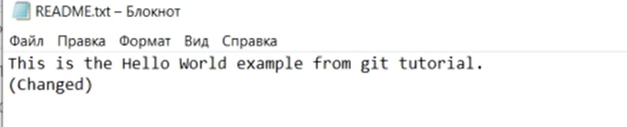 README.txt – Блокнот
Файл Правка Формат Вид Справка
This is the Hello World example from git tutorial.
(Changed)